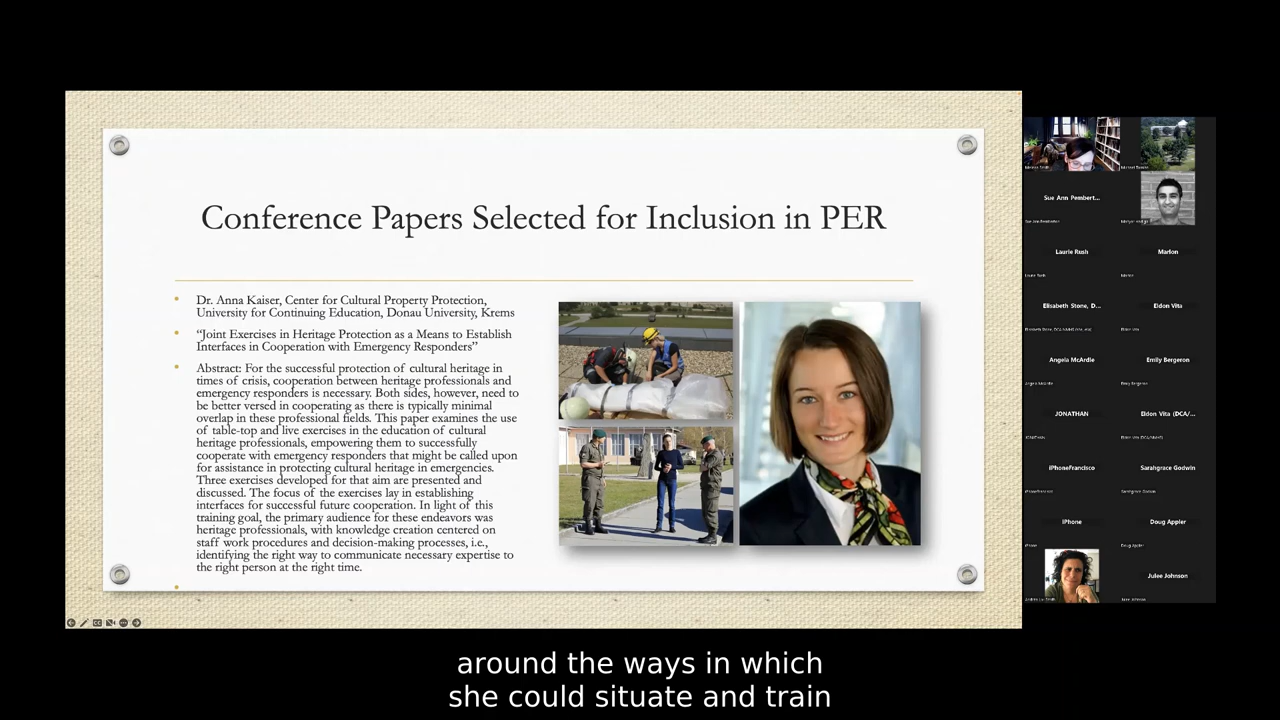 Conference Papers Selected for Inclusion in PER
Dr. Anna Kaiser, Center for Cultural Property Protection,
University for Continuing Education, Donau University, Krems
“Joint Exercises in Heritage Protection as a Means to Establish
Interfaces in Cooperation with Emergency Responders”
Abstract: For the successful protection of cultural heritage in
times of crisis, cooperation between heritage professionals and
emergency responders is necessary. Both sides, however, need to
be better versed in cooperating as there is typically minimal
overlap in these professional fields. This paper examines the use
of table-top and live exercises in the education of cultural
heritage professionals, empowering them to successfully
cooperate with emergency responders that might be called upon
for assistance in protecting cultural heritage in emergencies.
Three exercises developed for that aim are presented and
discussed. The focus of the exercises lay in establishing
interfaces for successful future cooperation. In light of this
training goal, the primary audience for these endeavors was
heritage professionals, with knowledge creation centered on
staff work procedures and decision-making processes, i.e.,
identifying the right way to communicate necessary expertise to
the right person at the right time.
Sue Ann Pembert...
Laurie Rush
Marlon
Elisabeth Stone, D...
Eldon Vita
Angela McArdle
Emily Bergeron
JONATHAN
Eldon Vita (DCA/...
iPhoneFrancisco
Sarahgrace Godwin
iPhone
Doug Appler
Julee Johnson
around the ways in which
she could situate and train